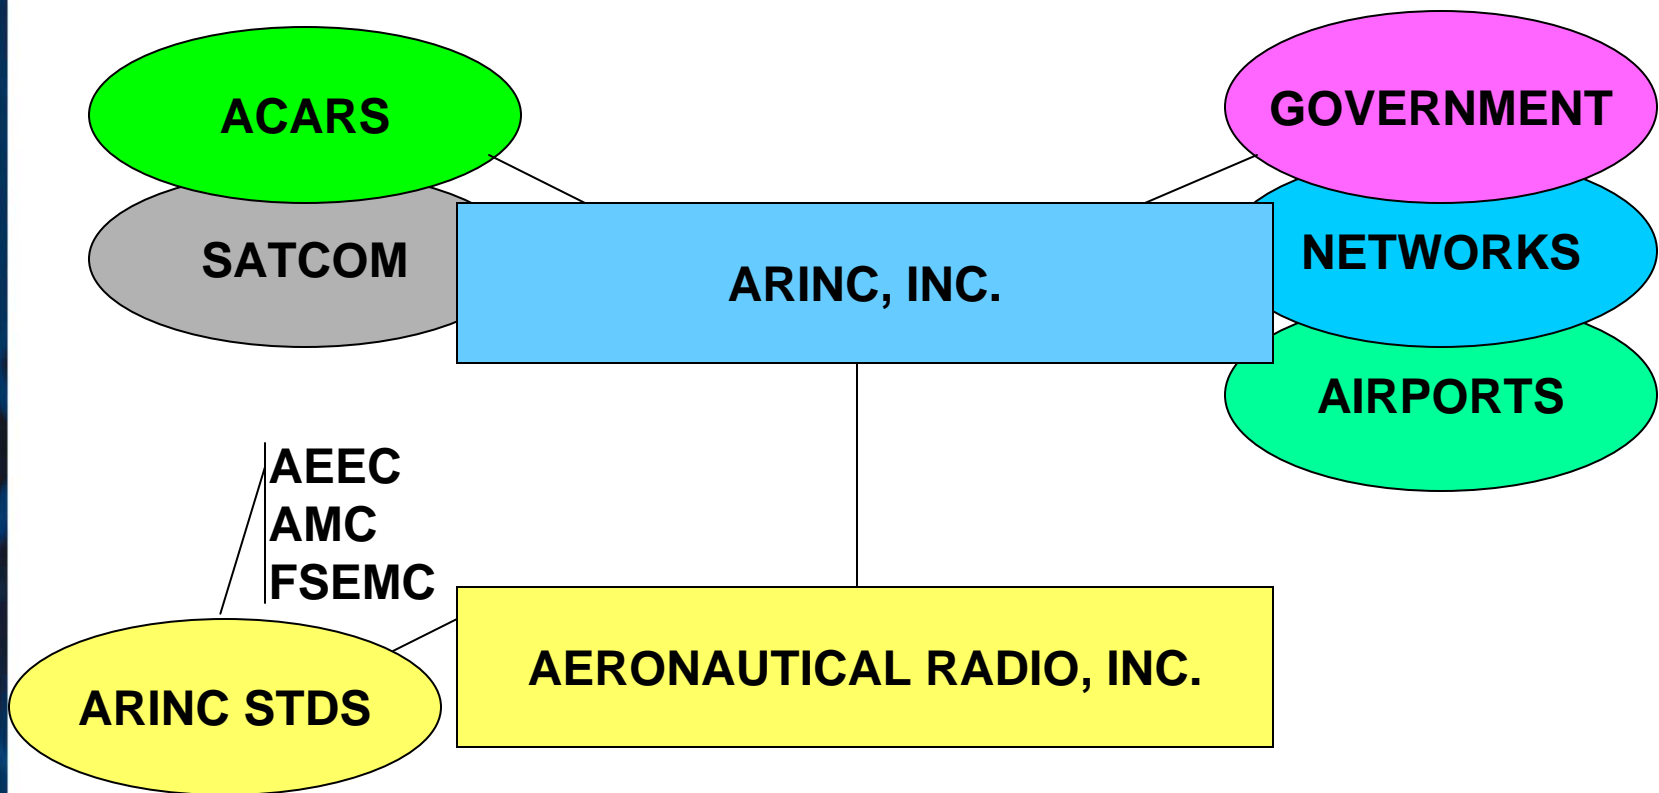 ACARS
GOVERNMENT
SATCOM
NETWORKS
ARINC, INC.
AIRPORTS
AEEC
AMC
FSEMC
AERONAUTICAL RADIO, INC.
ARINC STDS